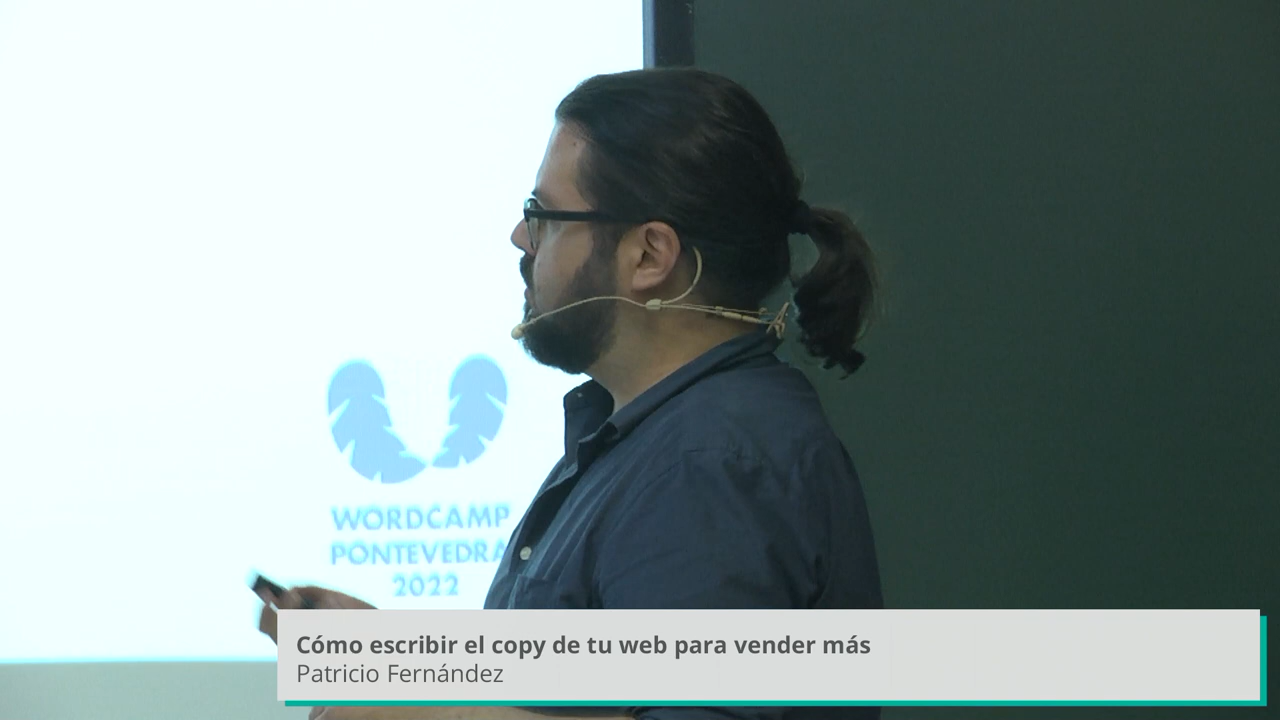 WORDCAMP
PONTEVEDRA
2022
Cómo escribir el copy de tu web para vender más
Patricio Fernández